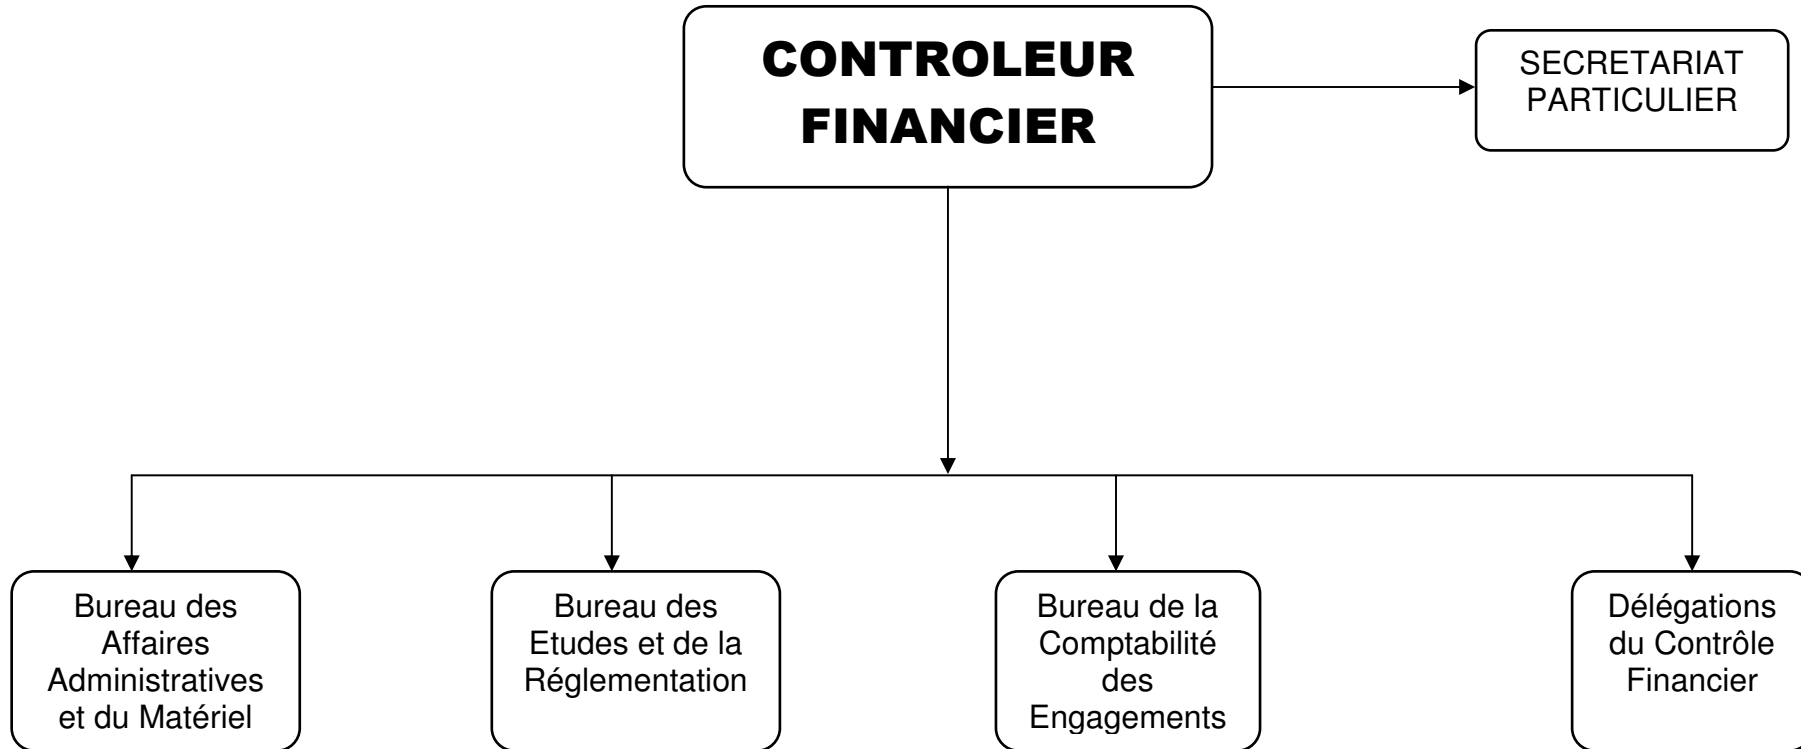 CONTROLEUR
FINANCIER
SECRETARIAT
PARTICULIER
Bureau des
Affaires
Administratives
et du Matériel
Bureau des
Etudes et de la
Réglementation
Bureau de la
Comptabilité
des
Engagements
Délégations
du Contrôle
Financier